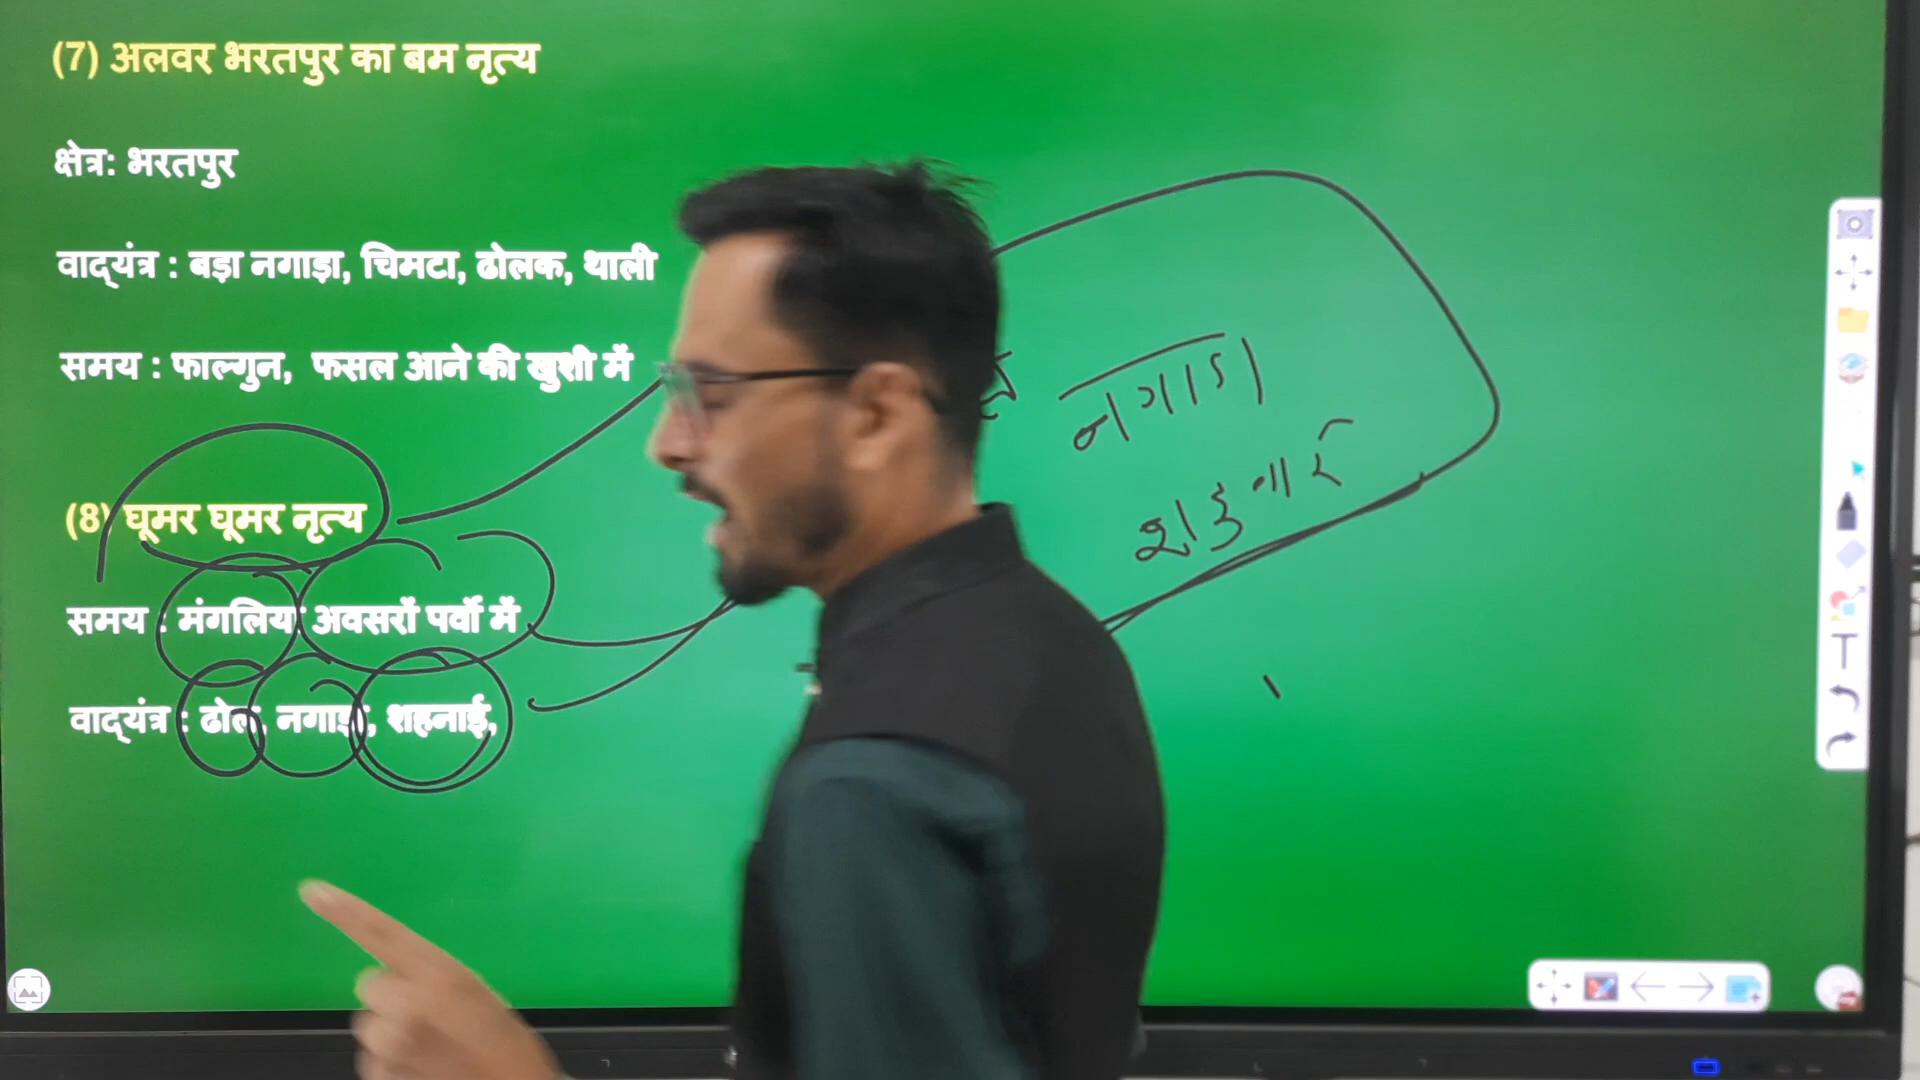 (7) अलवर भरतपुर का बम नृत्य
क्षेत्र: भरतपुर
वाद्यंत्र : बड़ा नगाड़ा, चिमटा, ढोलक, थाली
समय : फाल्गुन, फसल आने की खुशी में
(8) घूमर घूमर नृत्य
समय : मंगलिय अवसरों पर्वो में
वाद्यंत्र : ढोल, नगाड़ा, शहनाई,
नगाडा